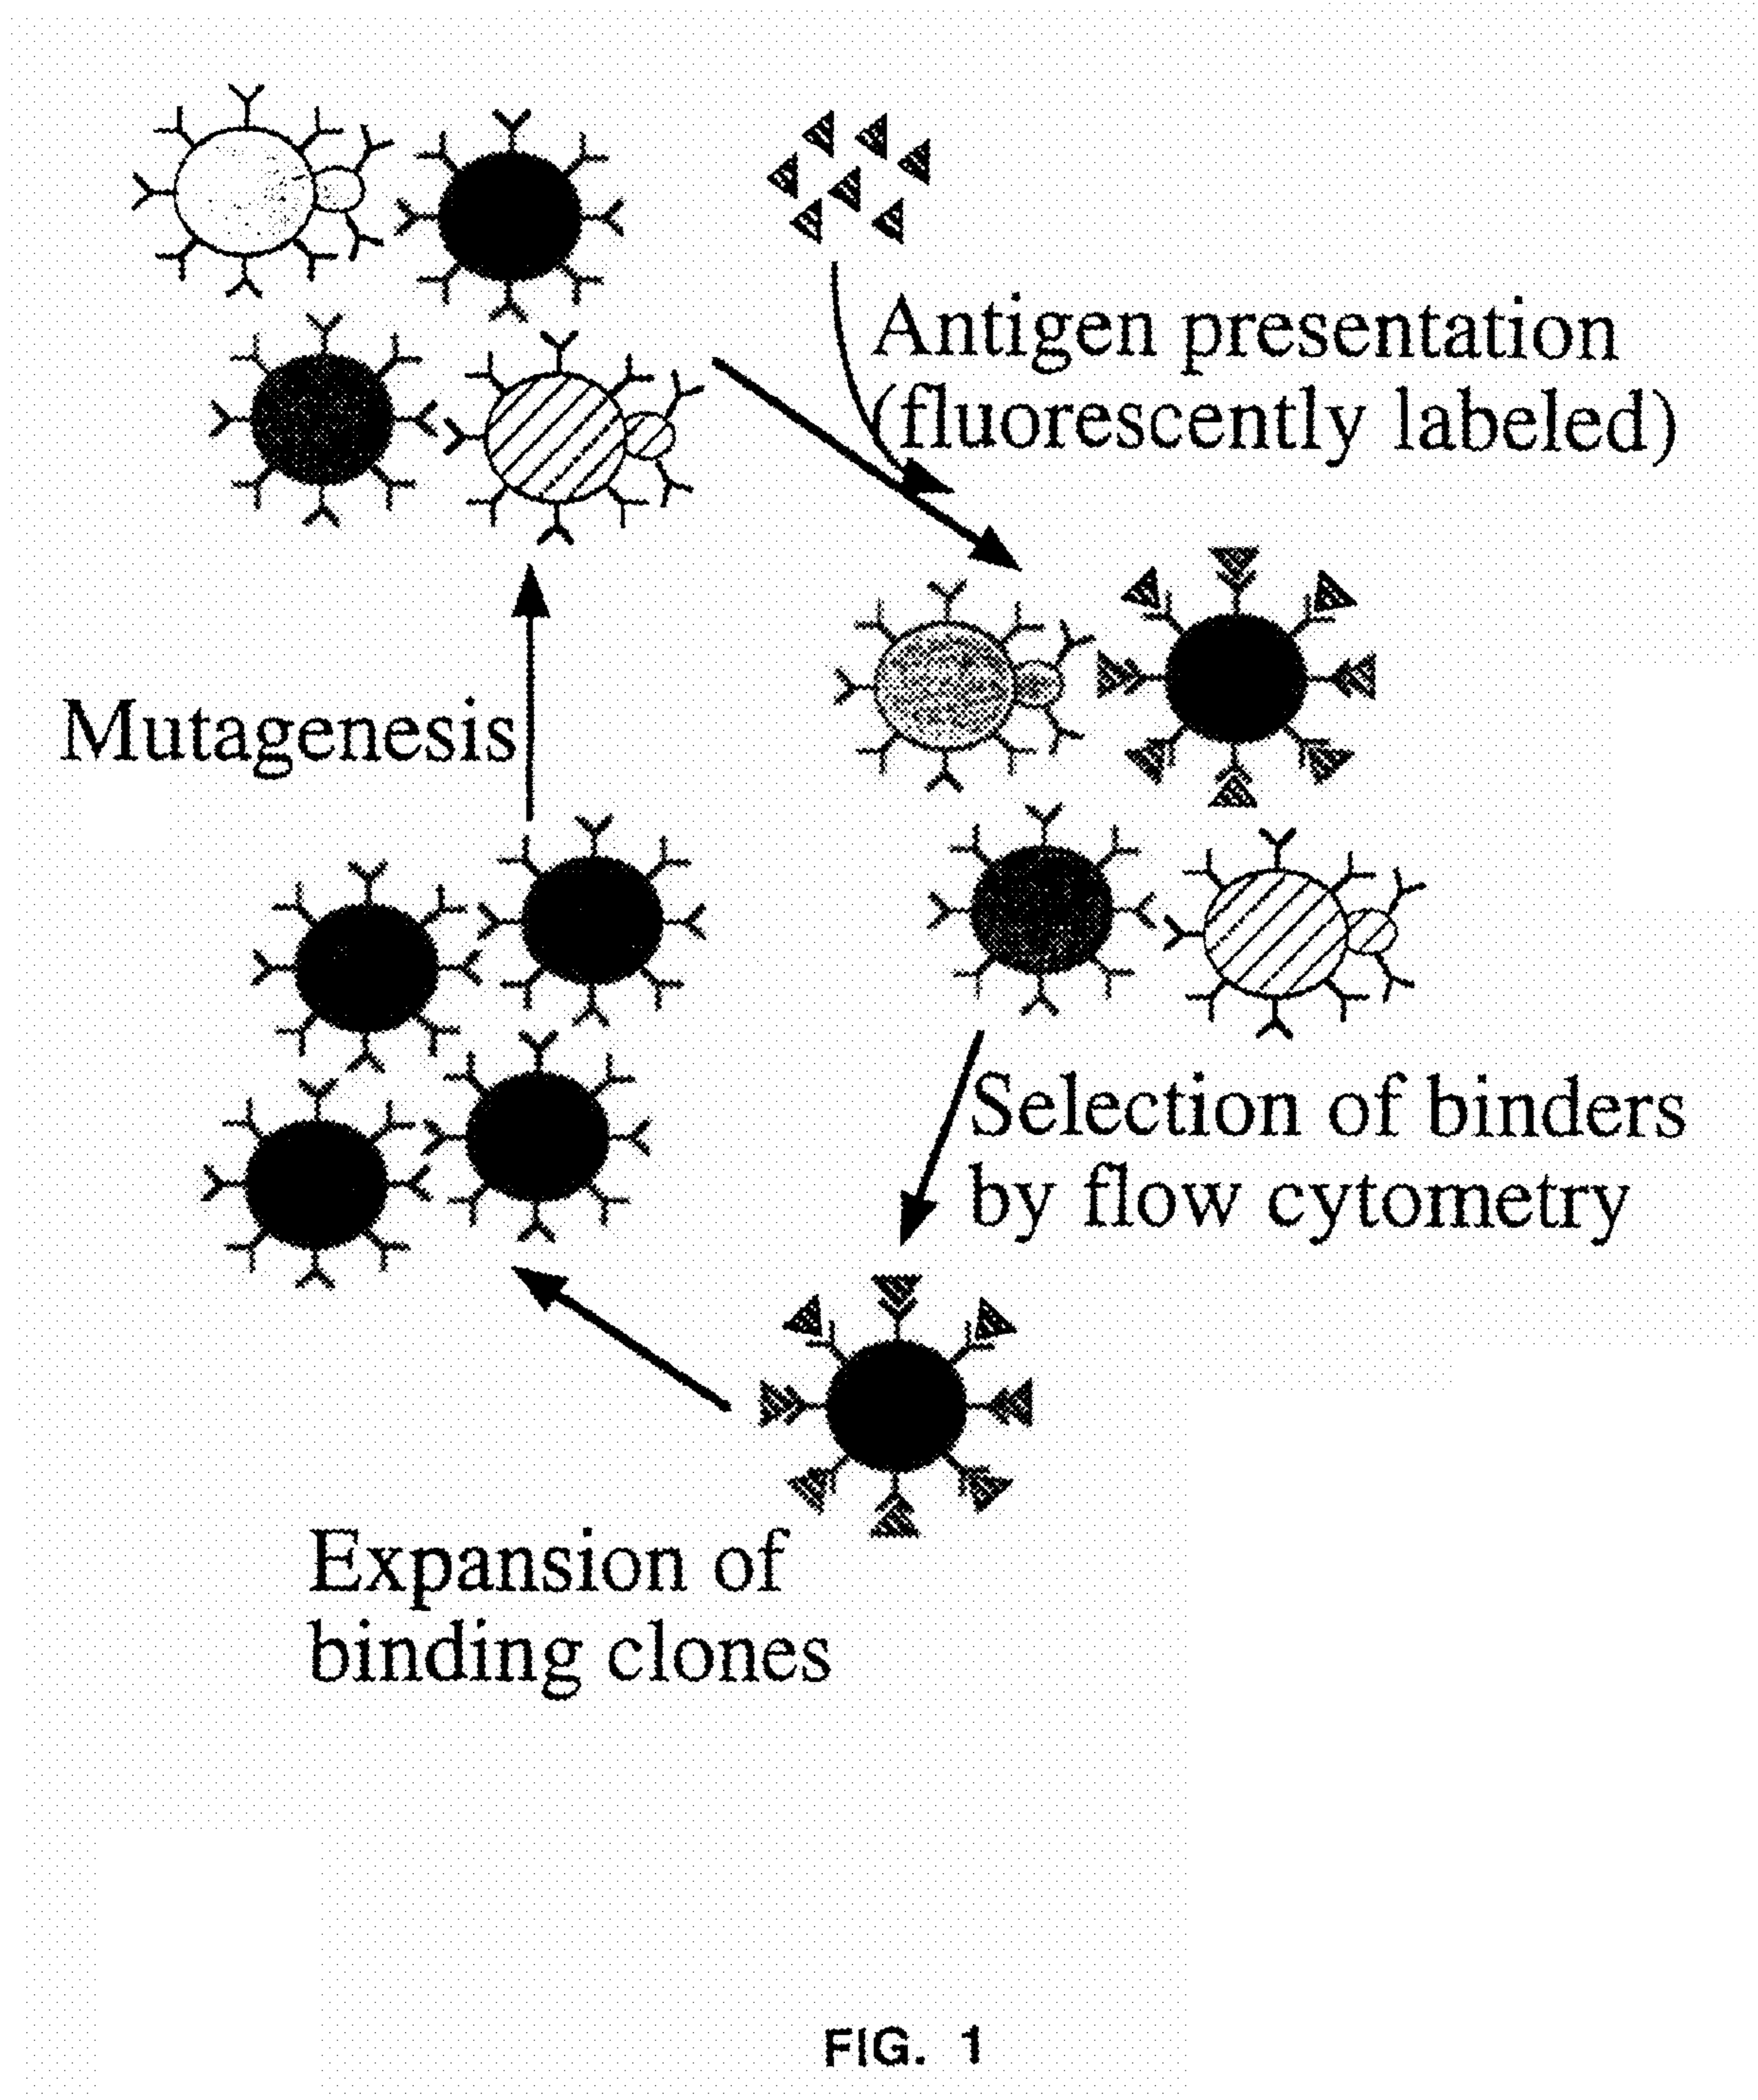 Antigen presentation
(fluorescently labeled)
Mutagenesis
Selection of binders
by flow cytometry
Expansion of
binding clones
FIG. 1